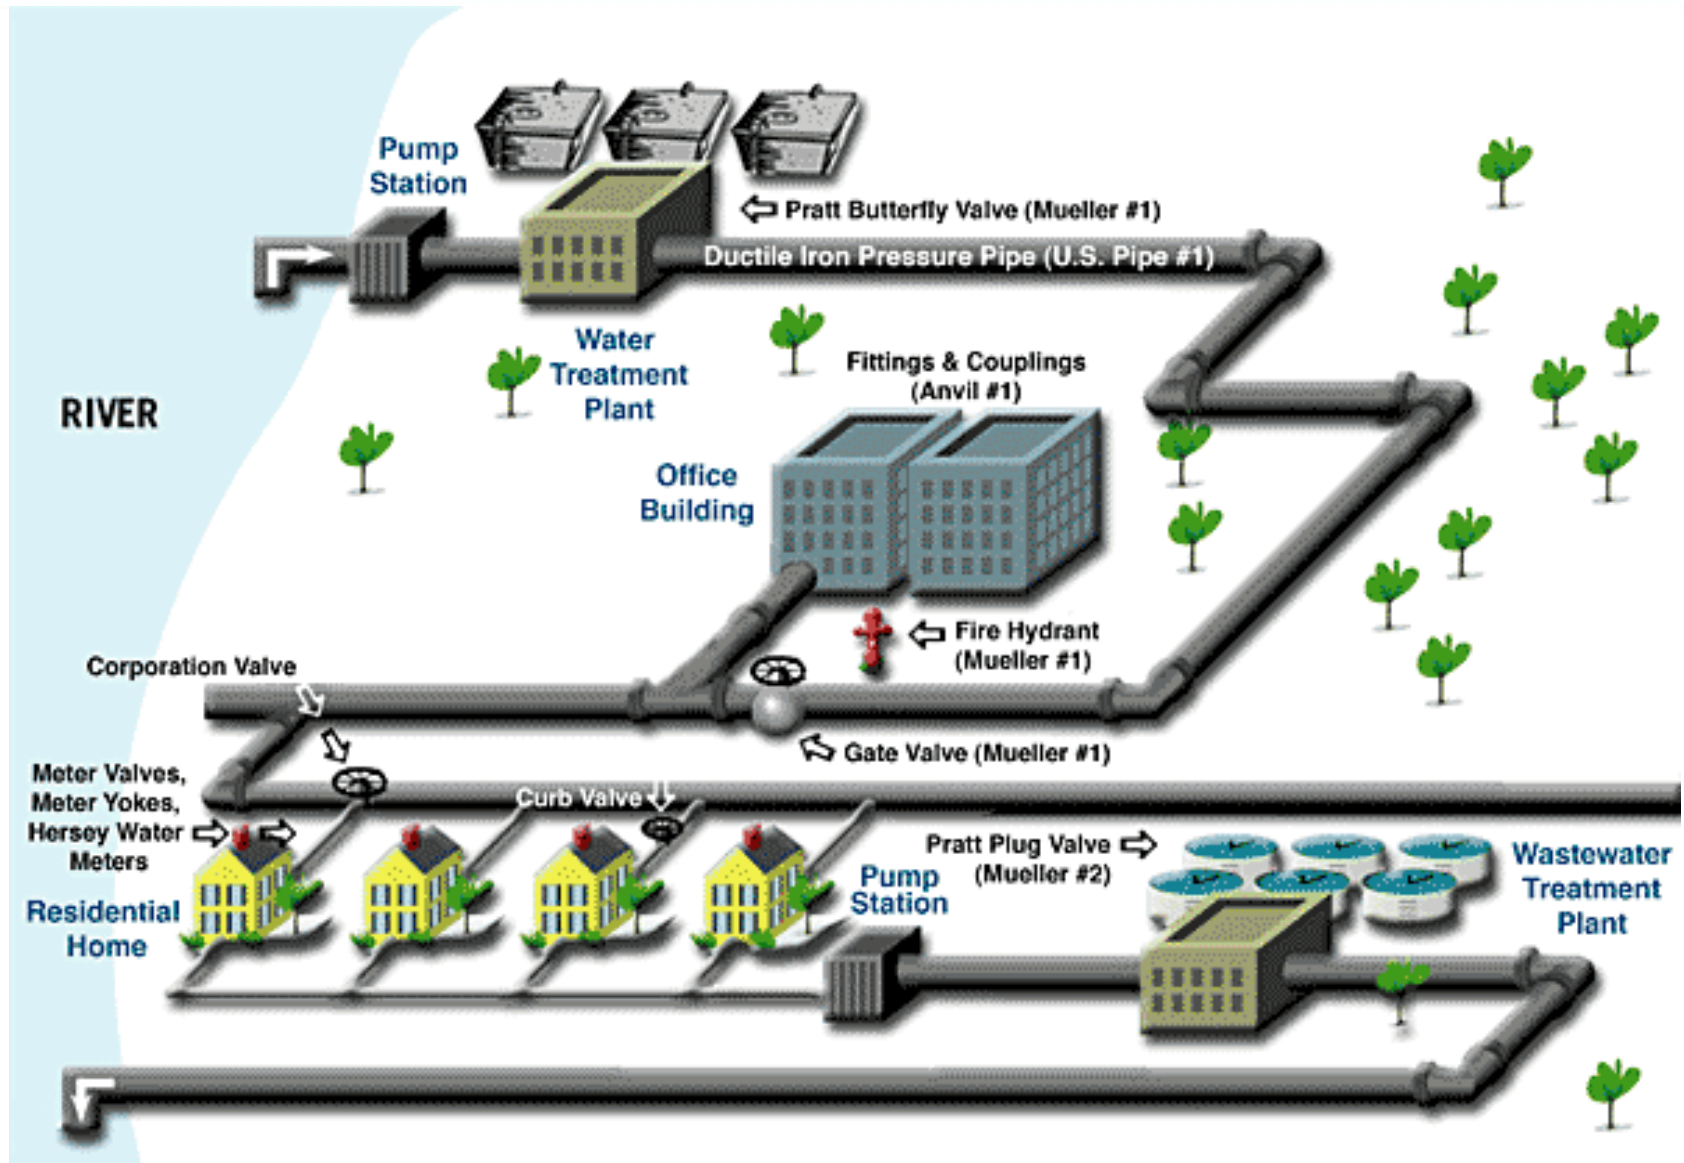 Pump
Station
Pratt Butterfly Valve (Mueller #1)
Ductile Iron Pressure Pipe (U.S. Pipe #1)
Water
Treatment
Plant
Fittings & Couplings
(Anvil #1)
RIVER
Office
Building
Fire Hydrant
(Mueller #1)
Corporation Valve
Gate Valve (Mueller #1)
Meter Valves,
Meter Yokes,
Hersey Water
Meters
Curb Valve
Pratt Plug Valve
(Mueller #2)
Wastewater
Treatment
Plant
Pump
Station
Residential
Home